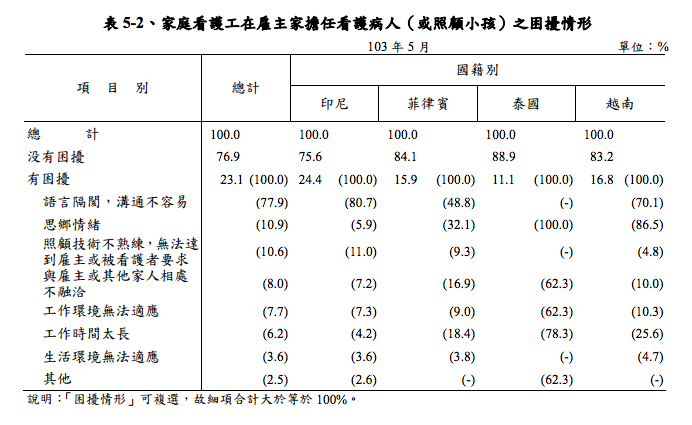 表 5-2、家庭看護工在雇主家擔任看護病人（或照顧小孩）之困擾情形
103 年 5 月 單位：%
項 目 別 總計 國籍別
印尼 菲律賓 泰國 越南
總 計 100.0 100.0 100.0 100.0 100.0
沒有困擾 76.9 75.6 84.1 88.9 83.2
有困擾 23.1 (100.0) 24.4 (100.0) 15.9 (100.0) 11.1 (100.0) 16.8 (100.0)
語言隔閡，溝通不容易 (77.9) (80.7) (48.8) (-) (70.1)
思鄉情緒 (10.9) (5.9) (32.1) (100.0) (86.5)
照顧技術不熟練，無法達
到雇主或被看護者要求 (10.6) (11.0) (9.3) (-) (4.8)
與雇主或其他家人相處
不融洽 (8.0) (7.2) (16.9) (62.3) (10.0)
工作環境無法適應 (7.7) (7.3) (9.0) (62.3) (10.3)
工作時間太長 (6.2) (4.2) (18.4) (78.3) (25.6)
生活環境無法適應 (3.6) (3.6) (3.8) (-) (4.7)
其他 (2.5) (2.6) (-) (62.3) (-)
說明：「困擾情形」可複選，故細項合計大於等於 100%。